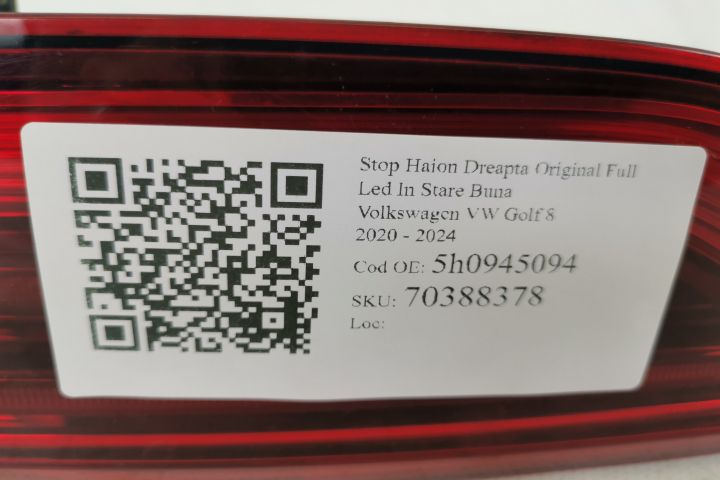 Stop Haion Dreapta Original Full
Led In Stare Buna
Volkswagen VW Golf 8
2020 - 2024
Cod OE: 5h0945094
SKU: 70388378
Loc: